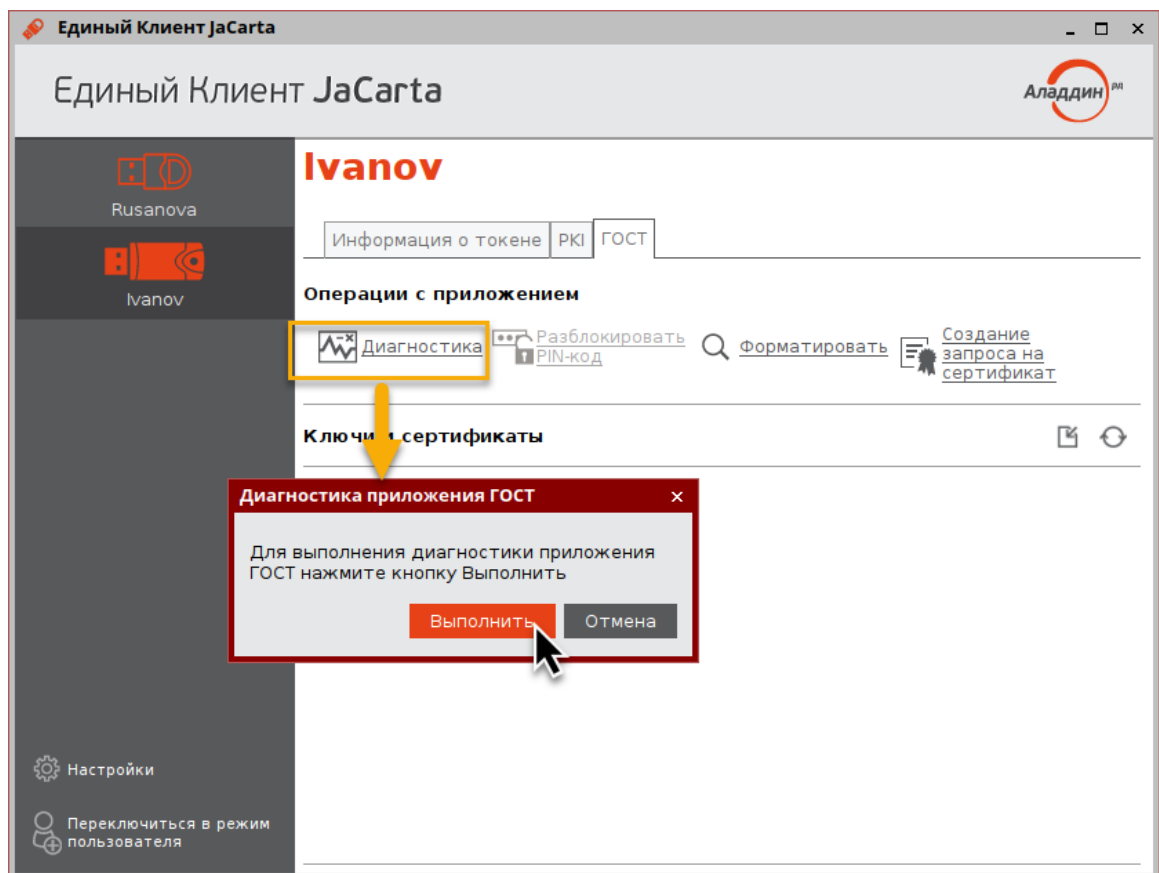 Единый Клиент JaCarta
Единый Клиент JaCarta
Аладдин РД
Rusanova
Ivanov
Ivanov
Информация о токене PKI ГОСТ
Операции с приложением
Диагностика
Разблокировать
PIN-код
Форматировать
Создание
запроса на
сертификат
Ключи и сертификаты
Диагностика приложения ГОСТ
Для выполнения диагностики приложения
ГОСТ нажмите кнопку Выполнить
Выполнить Отмена
Настройки
Переключиться в режим
пользователя